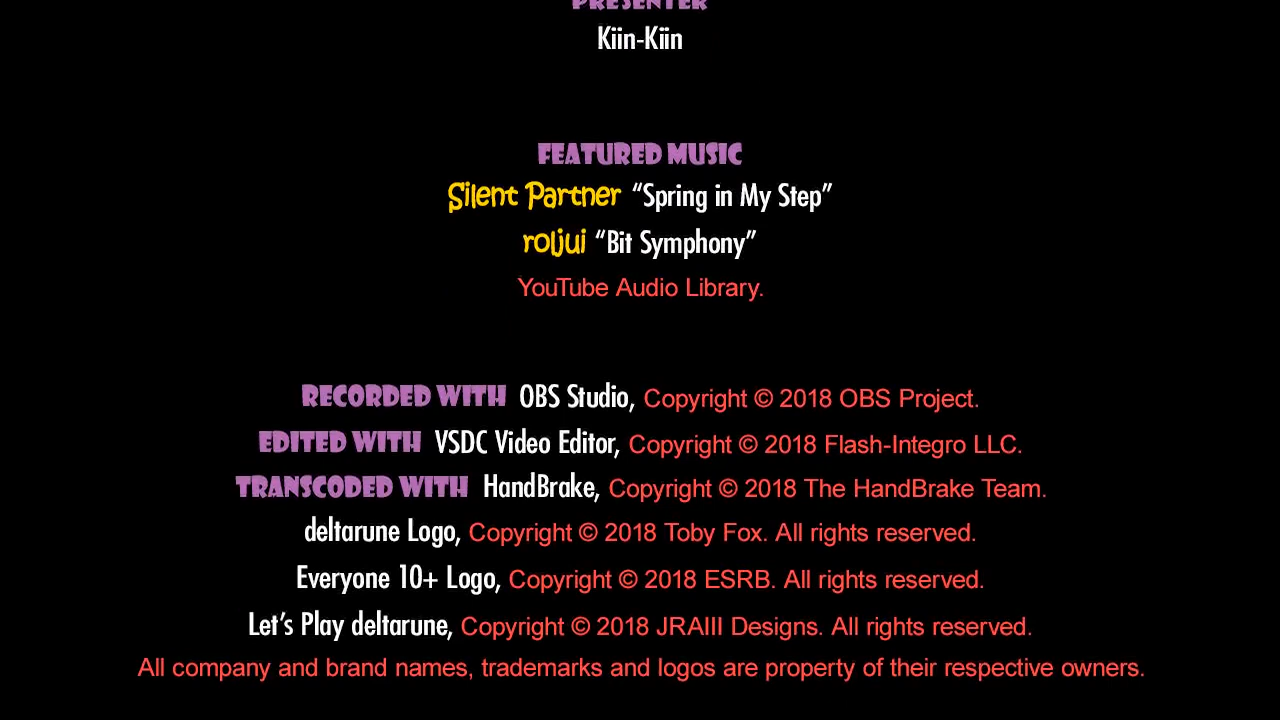 PRESENTER
Kiin-Kiin
FEATURED MUSIC
Silent Partner “Spring in My Step”
roljui “Bit Symphony”
YouTube Audio Library.
RECORDED WITH OBS Studio, Copyright © 2018 OBS Project.
EDITED WITH VSDC Video Editor, Copyright © 2018 Flash-Integro LLC.
TRANSCODED WITH HandBrake, Copyright © 2018 The HandBrake Team.
deltarune Logo, Copyright © 2018 Toby Fox. All rights reserved.
Everyone 10+ Logo, Copyright © 2018 ESRB. All rights reserved.
Let’s Play deltarune, Copyright © 2018 JRAIII Designs. All rights reserved.
All company and brand names, trademarks and logos are property of their respective owners.